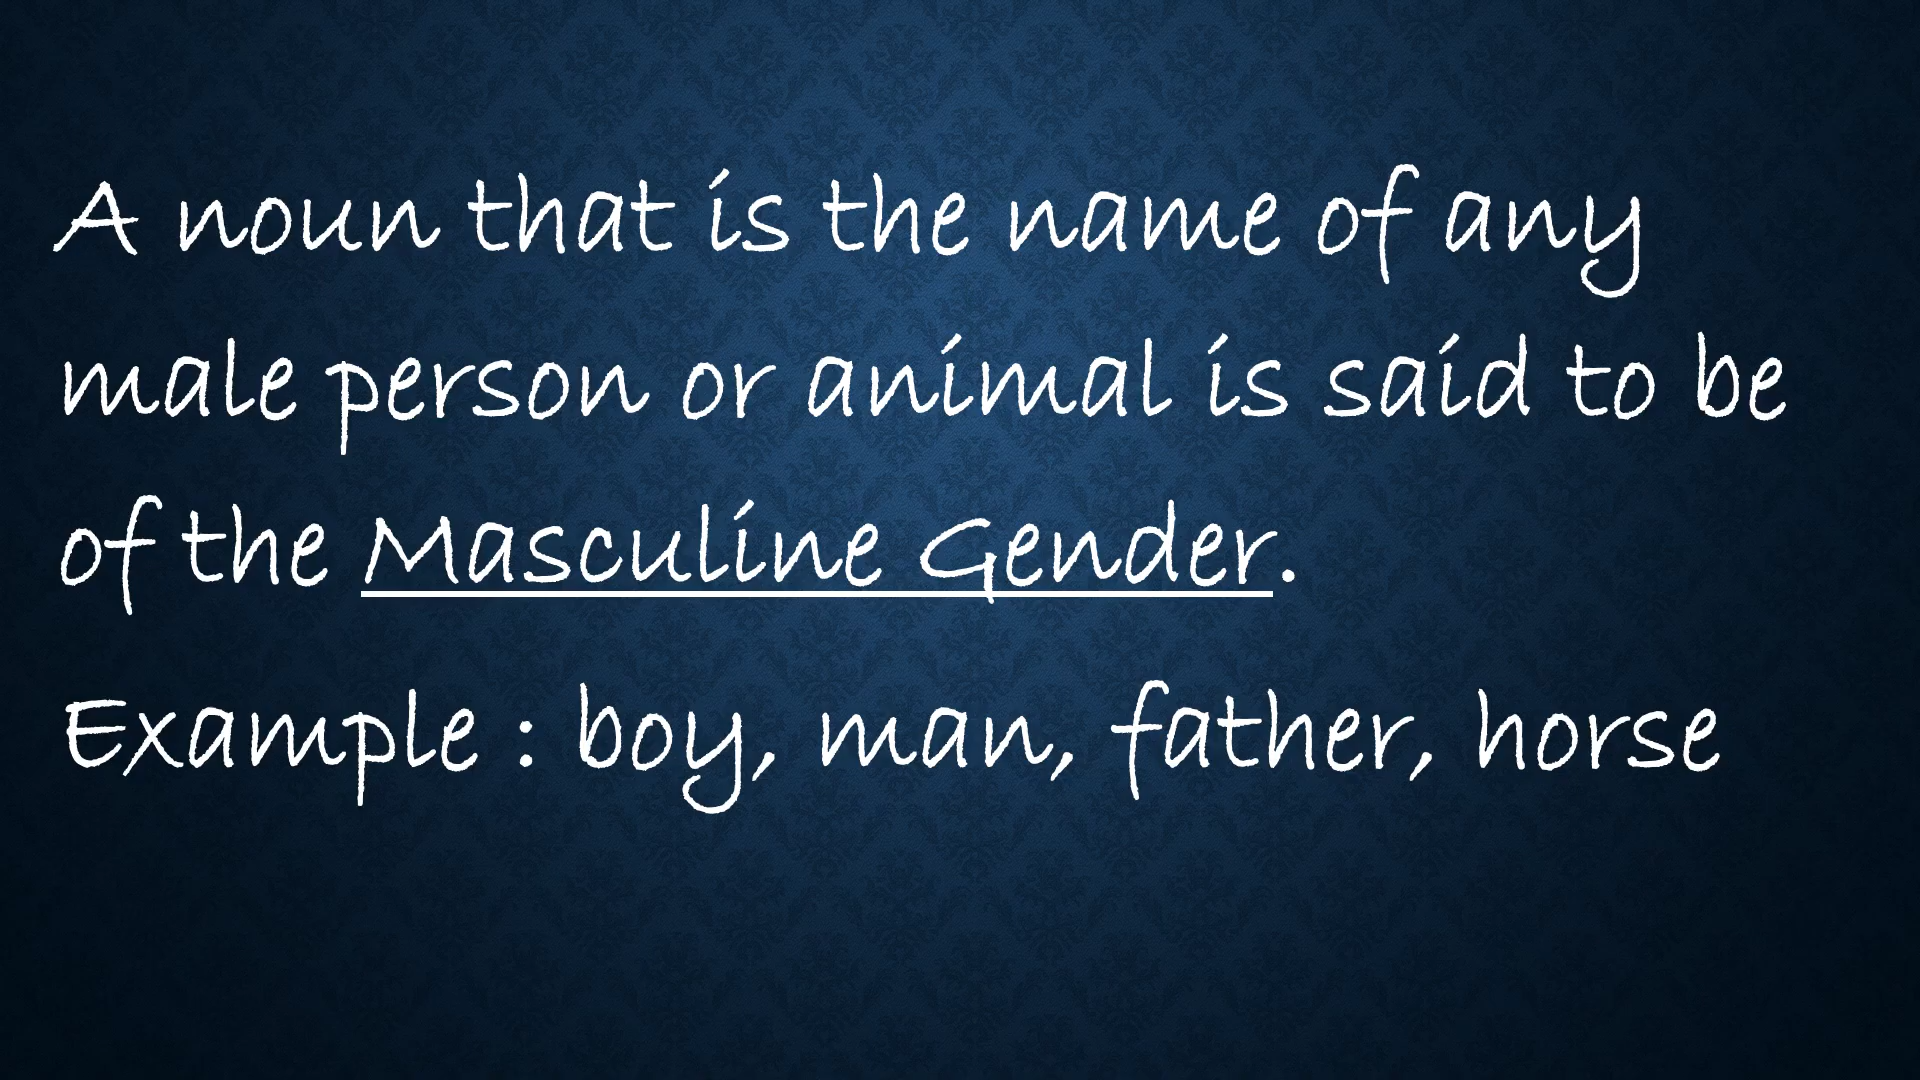 A noun that is the name of any
male person or animal is said to be
of the Masculine Gender.
Example : boy, man, father, horse